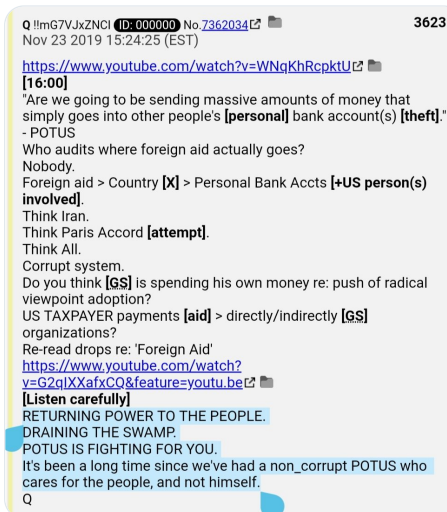 Q !!mG7VJxZNCI ID: 000000 No.7362034 3623
Nov 23 2019 15:24:25 (EST)
https://www.youtube.com/watch?v=WNqKhRcpktU
[16:00]
"Are we going to be sending massive amounts of money that
simply goes into other people's [personal] bank account(s) [theft]."
- POTUS
Who audits where foreign aid actually goes?
Nobody.
Foreign aid > Country [X] > Personal Bank Accts [+US person(s)
involved].
Think Iran.
Think Paris Accord [attempt].
Think All.
Corrupt system.
Do you think [GS] is spending his own money re: push of radical
viewpoint adoption?
US TAXPAYER payments [aid] > directly/indirectly [GS]
organizations?
Re-read drops re: 'Foreign Aid'
https://www.youtube.com/watch?
v=G2qIXXafxCQ&feature=youtu.be
[Listen carefully]
RETURNING POWER TO THE PEOPLE.
DRAINING THE SWAMP.
POTUS IS FIGHTING FOR YOU.
It's been a long time since we've had a non_corrupt POTUS who
cares for the people, and not himself.
Q